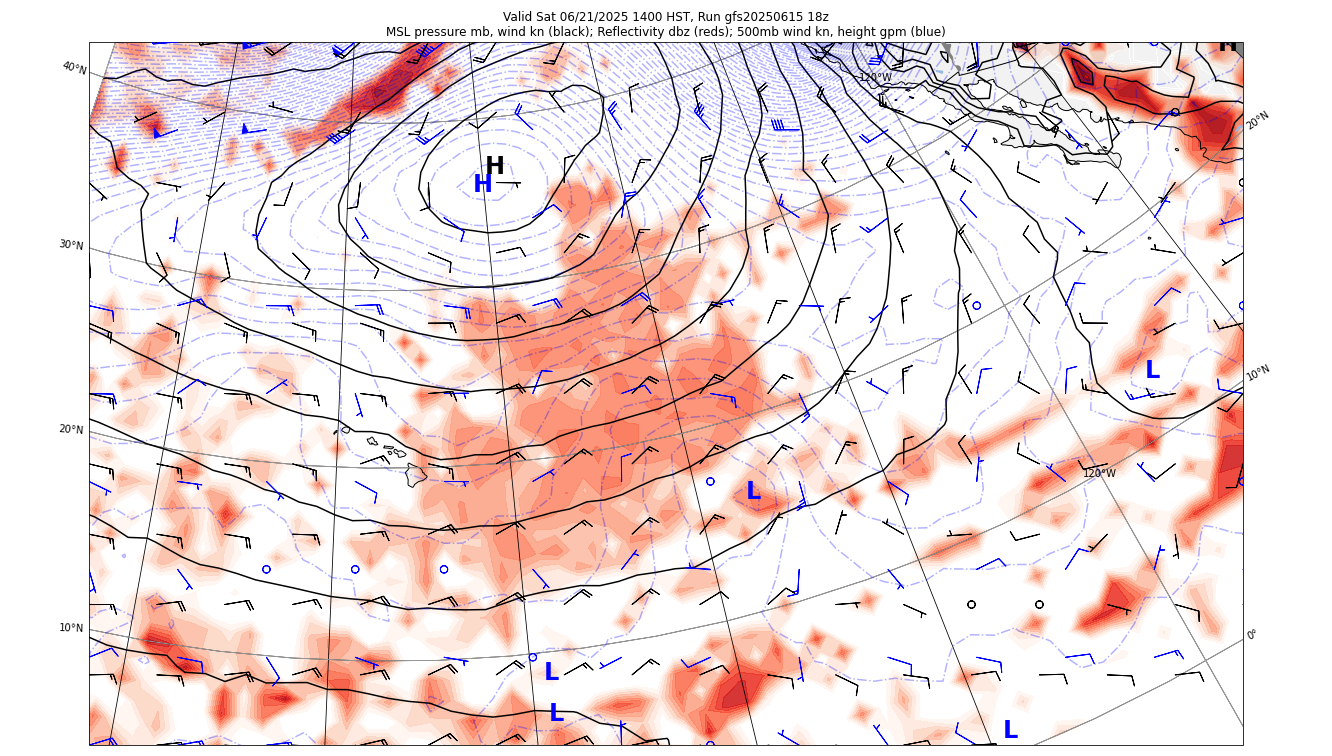 Valid Sat 06/21/2025 1400 HST, Run gfs20250615 18z
MSL pressure mb, wind kn (black); Reflectivity dbz (reds); 500mb wind kn, height gpm (blue)
H
40°N
120°W
20°N
H
H
30°N
L
10°N
20°N
120°W
L
10°N
0°
L
L
L